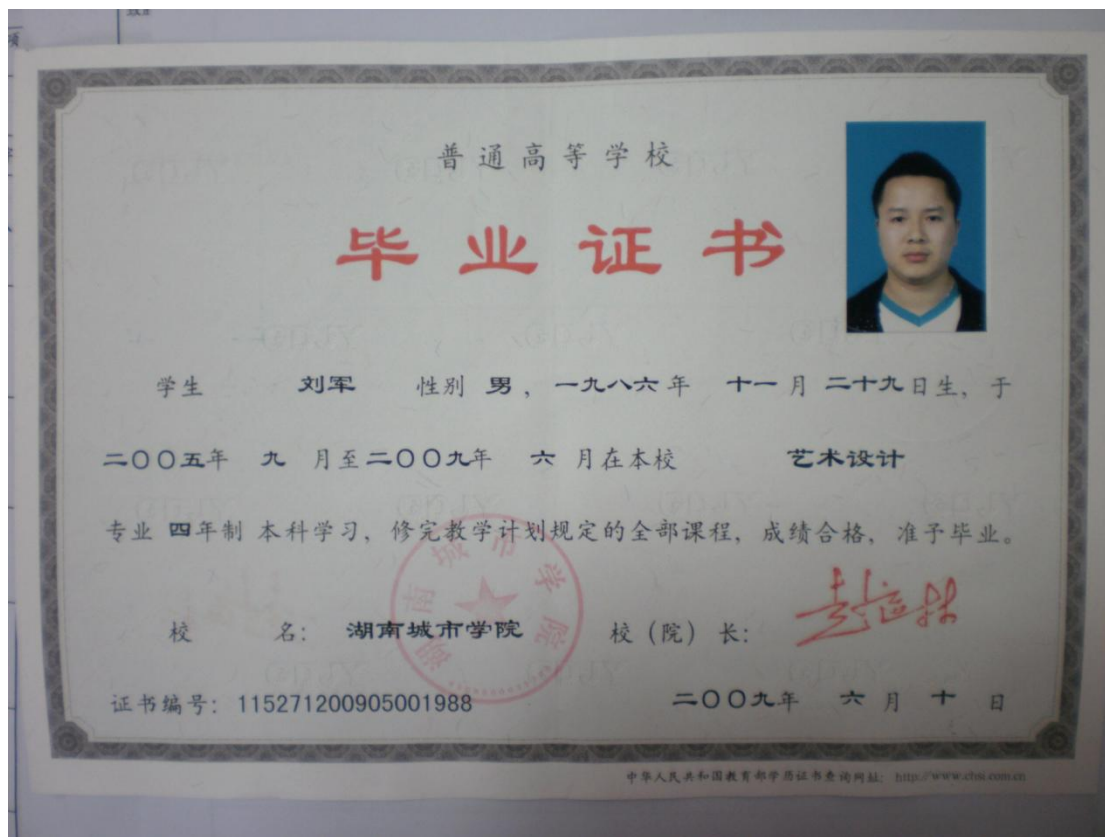 普通高等学校
毕业证书
学生 刘军 性别 男，一九八六年 十一月 二十九日生，于
二〇〇五年 九 月至二〇〇九年 六 月在本校 艺术设计
专业 四年制 本科学习，修完教学计划规定的全部课程，成绩合格，准予毕业。
湖南城市学院
校 名： 湖南城市学院 校（院）长：
证书编号：115271200905001988 二〇〇九年 六 月 十 日
中华人民共和国教育部学历证书查询网址： http://www.chsi.com.cn